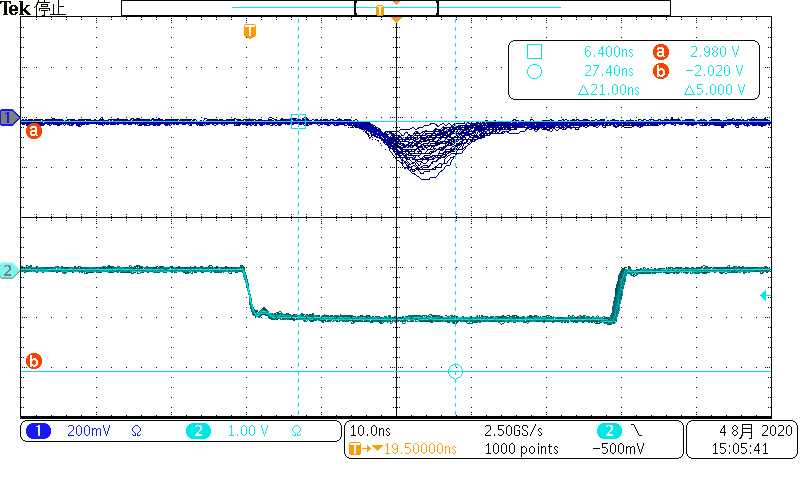 Tek 停止
T
T
6.400ns a 2.980 V
27.40ns b −2.020 V
△21.00ns △5.000 V
1
a
2
b
1 200mV Ω 2 1.00 V Ω
10.0ns 2.50GS/s 2
T→▼19.50000ns 1000 points −500mV
4 8月 2020
15:05:41